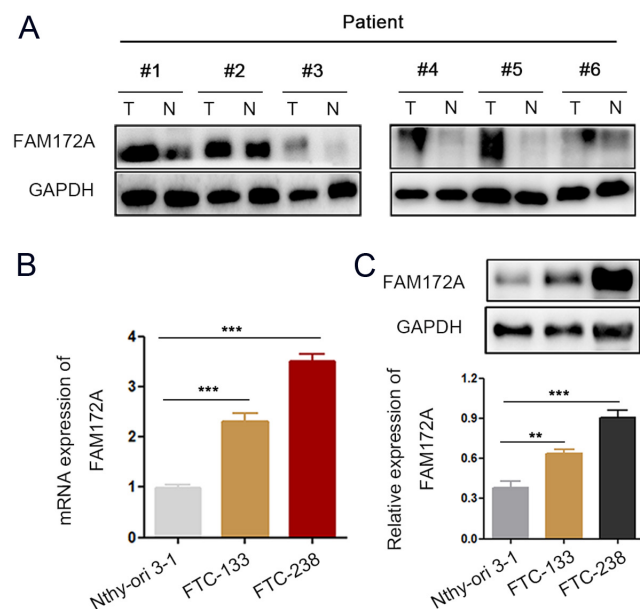 A
Patient
#1 #2 #3 #4 #5 #6
T N T N T N T N T N T N
FAM172A
GAPDH
B
mRNA expression of
FAM172A
4
3
2
1
0
***
***
Nthy-ori 3-1
FTC-133
FTC-238
C
FAM172A
GAPDH
Relative expression of
FAM172A
1.2
0.9
0.6
0.3
0.0
***
**
Nthy-ori 3-1
FTC-133
FTC-238